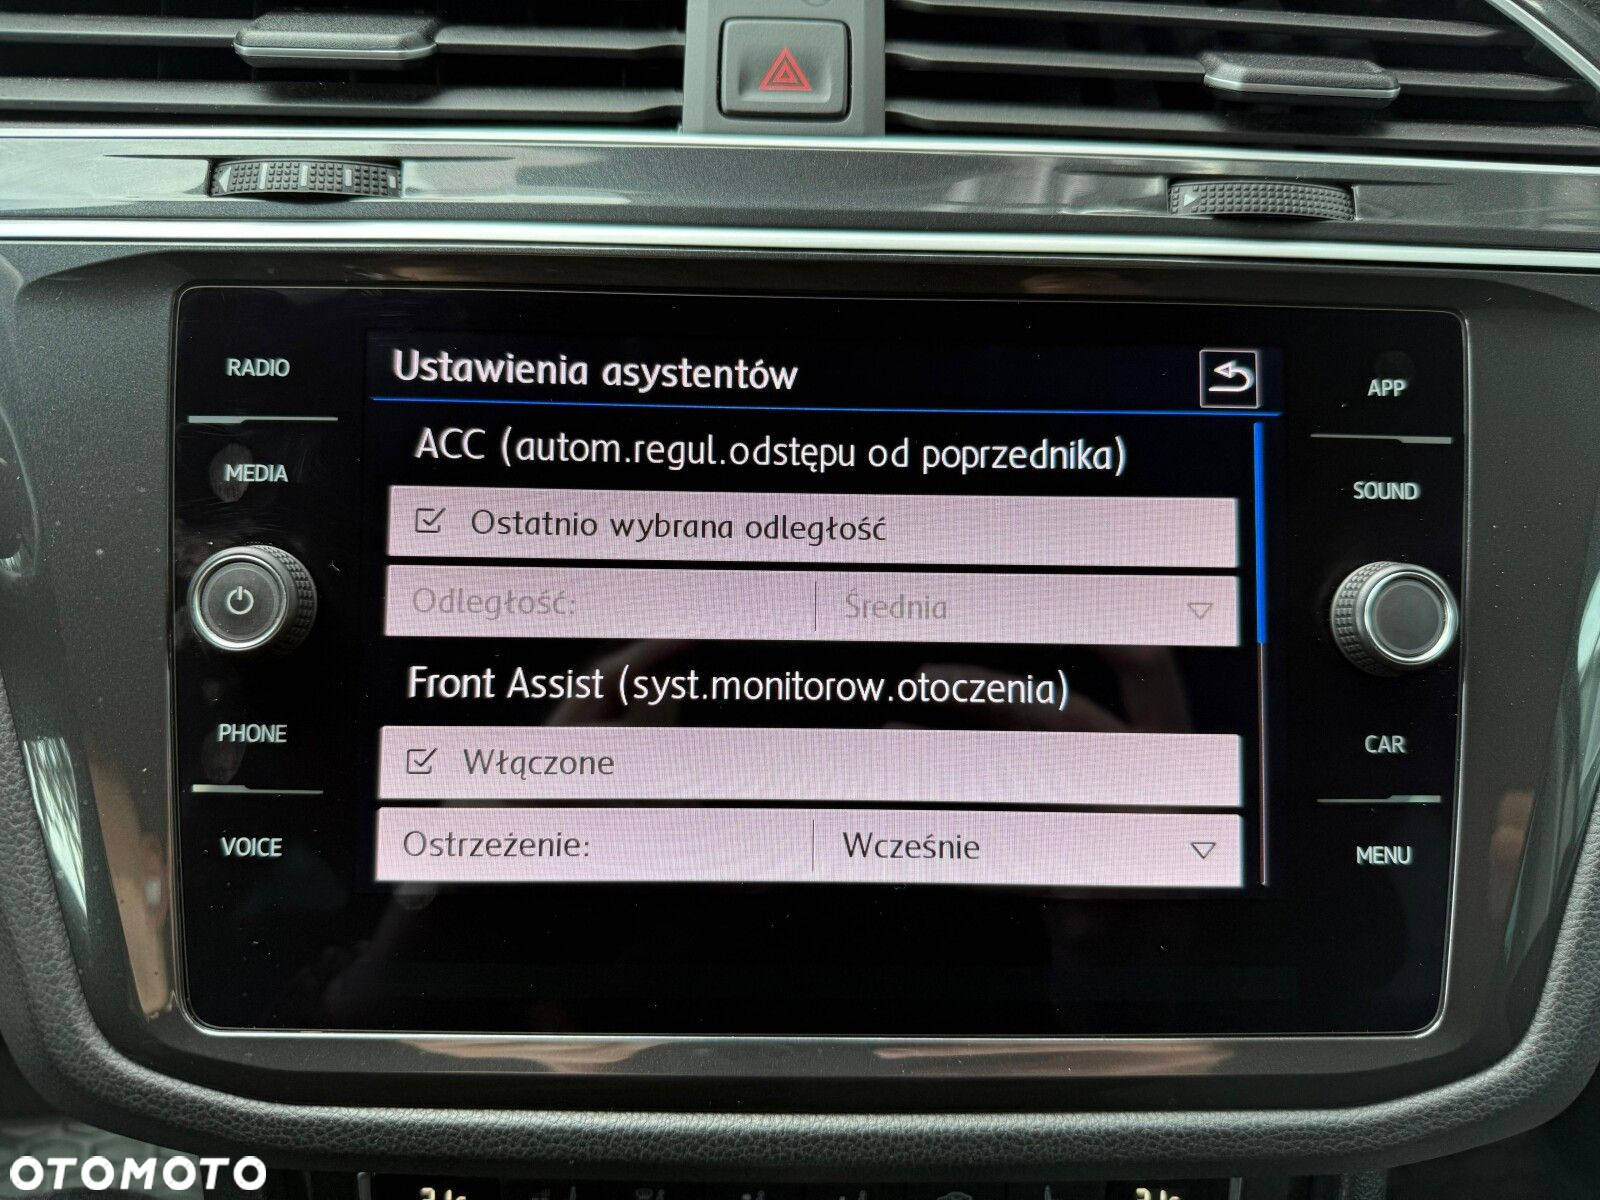 RADIO
MEDIA
PHONE
VOICE
Ustawienia asystentów
ACC (autom.regul.odstępu od poprzednika)
Ostatnio wybrana odległość
Odległość: Średnia
Front Assist (syst.monitorow.otoczenia)
Włączone
Ostrzeżenie: Wcześnie
APP
SOUND
CAR
MENU
OTOMOTO